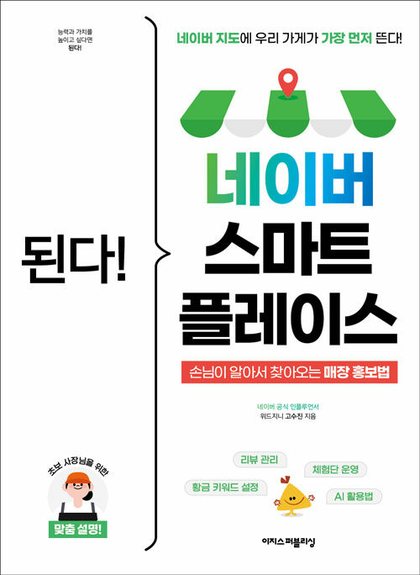 능력과 가치를
높이고 싶다면
된다!
네이버 지도에 우리 가게가 가장 먼저 뜬다!
된다!
네이버
스마트
플레이스
손님이 알아서 찾아오는 매장 홍보법
네이버 공식 인플루언서
위드지니 고수진 지음
초보 사장님을 위한
맞춤 설명!
리뷰 관리
체험단 운영
황금 키워드 설정
AI 활용법
이지스 퍼블리싱